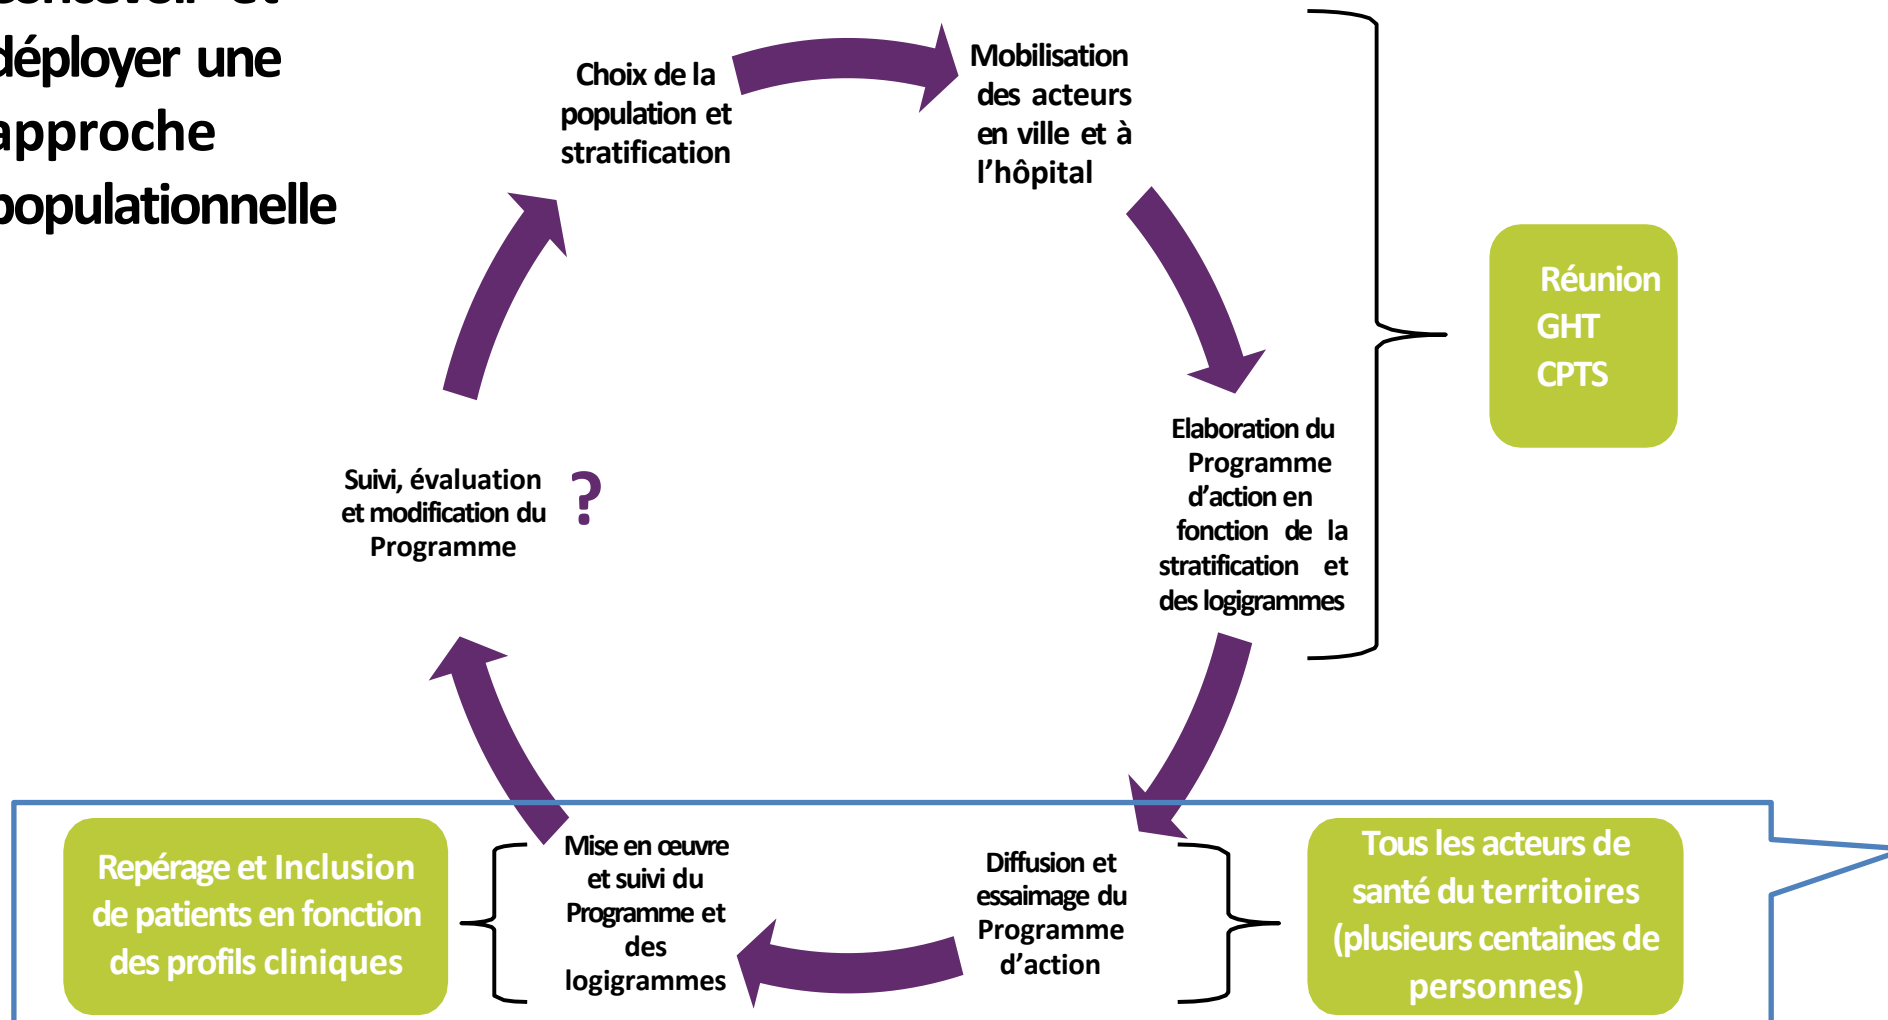 concevoir et
déployer une
approche
populationnelle
Choix de la
population et
stratification
Mobilisation
des acteurs
en ville et à
l’hôpital
Réunion
GHT
CPTS
Elaboration du
Programme
d’action en
fonction de la
stratification et
des logigrammes
Suivi, évaluation
et modification du
Programme
?
Repérage et Inclusion
de patients en fonction
des profils cliniques
Mise en œuvre
et suivi du
Programme et
des
logigrammes
Diffusion et
essaimage du
Programme
d’action
Tous les acteurs de
santé du territoires
(plusieurs centaines de
personnes)